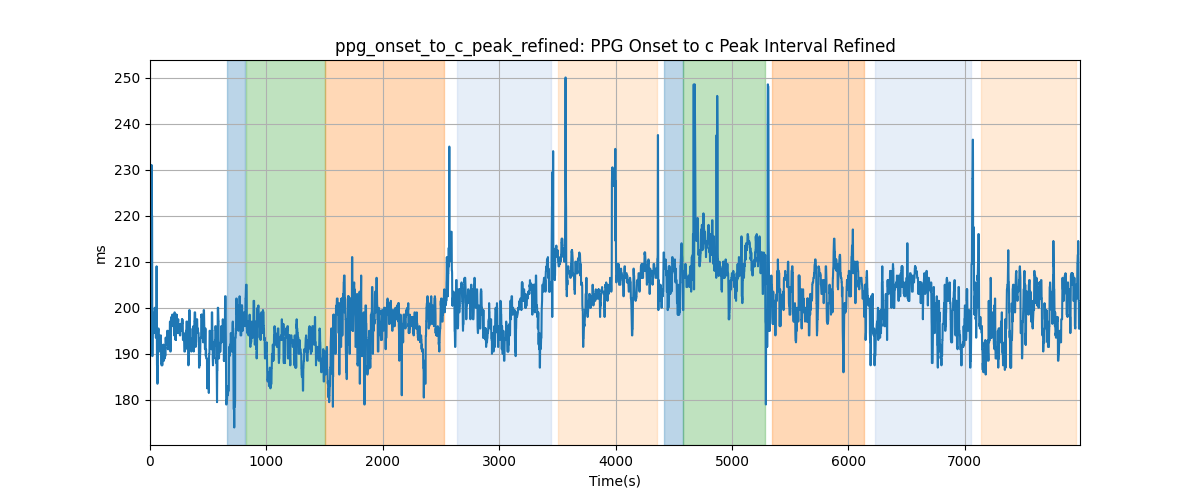 ppg_onset_to_c_peak_refined: PPG Onset to c Peak Interval Refined
250
240
230
220
210
200
190
180
ms
0 1000 2000 3000 4000 5000 6000 7000
Time(s)